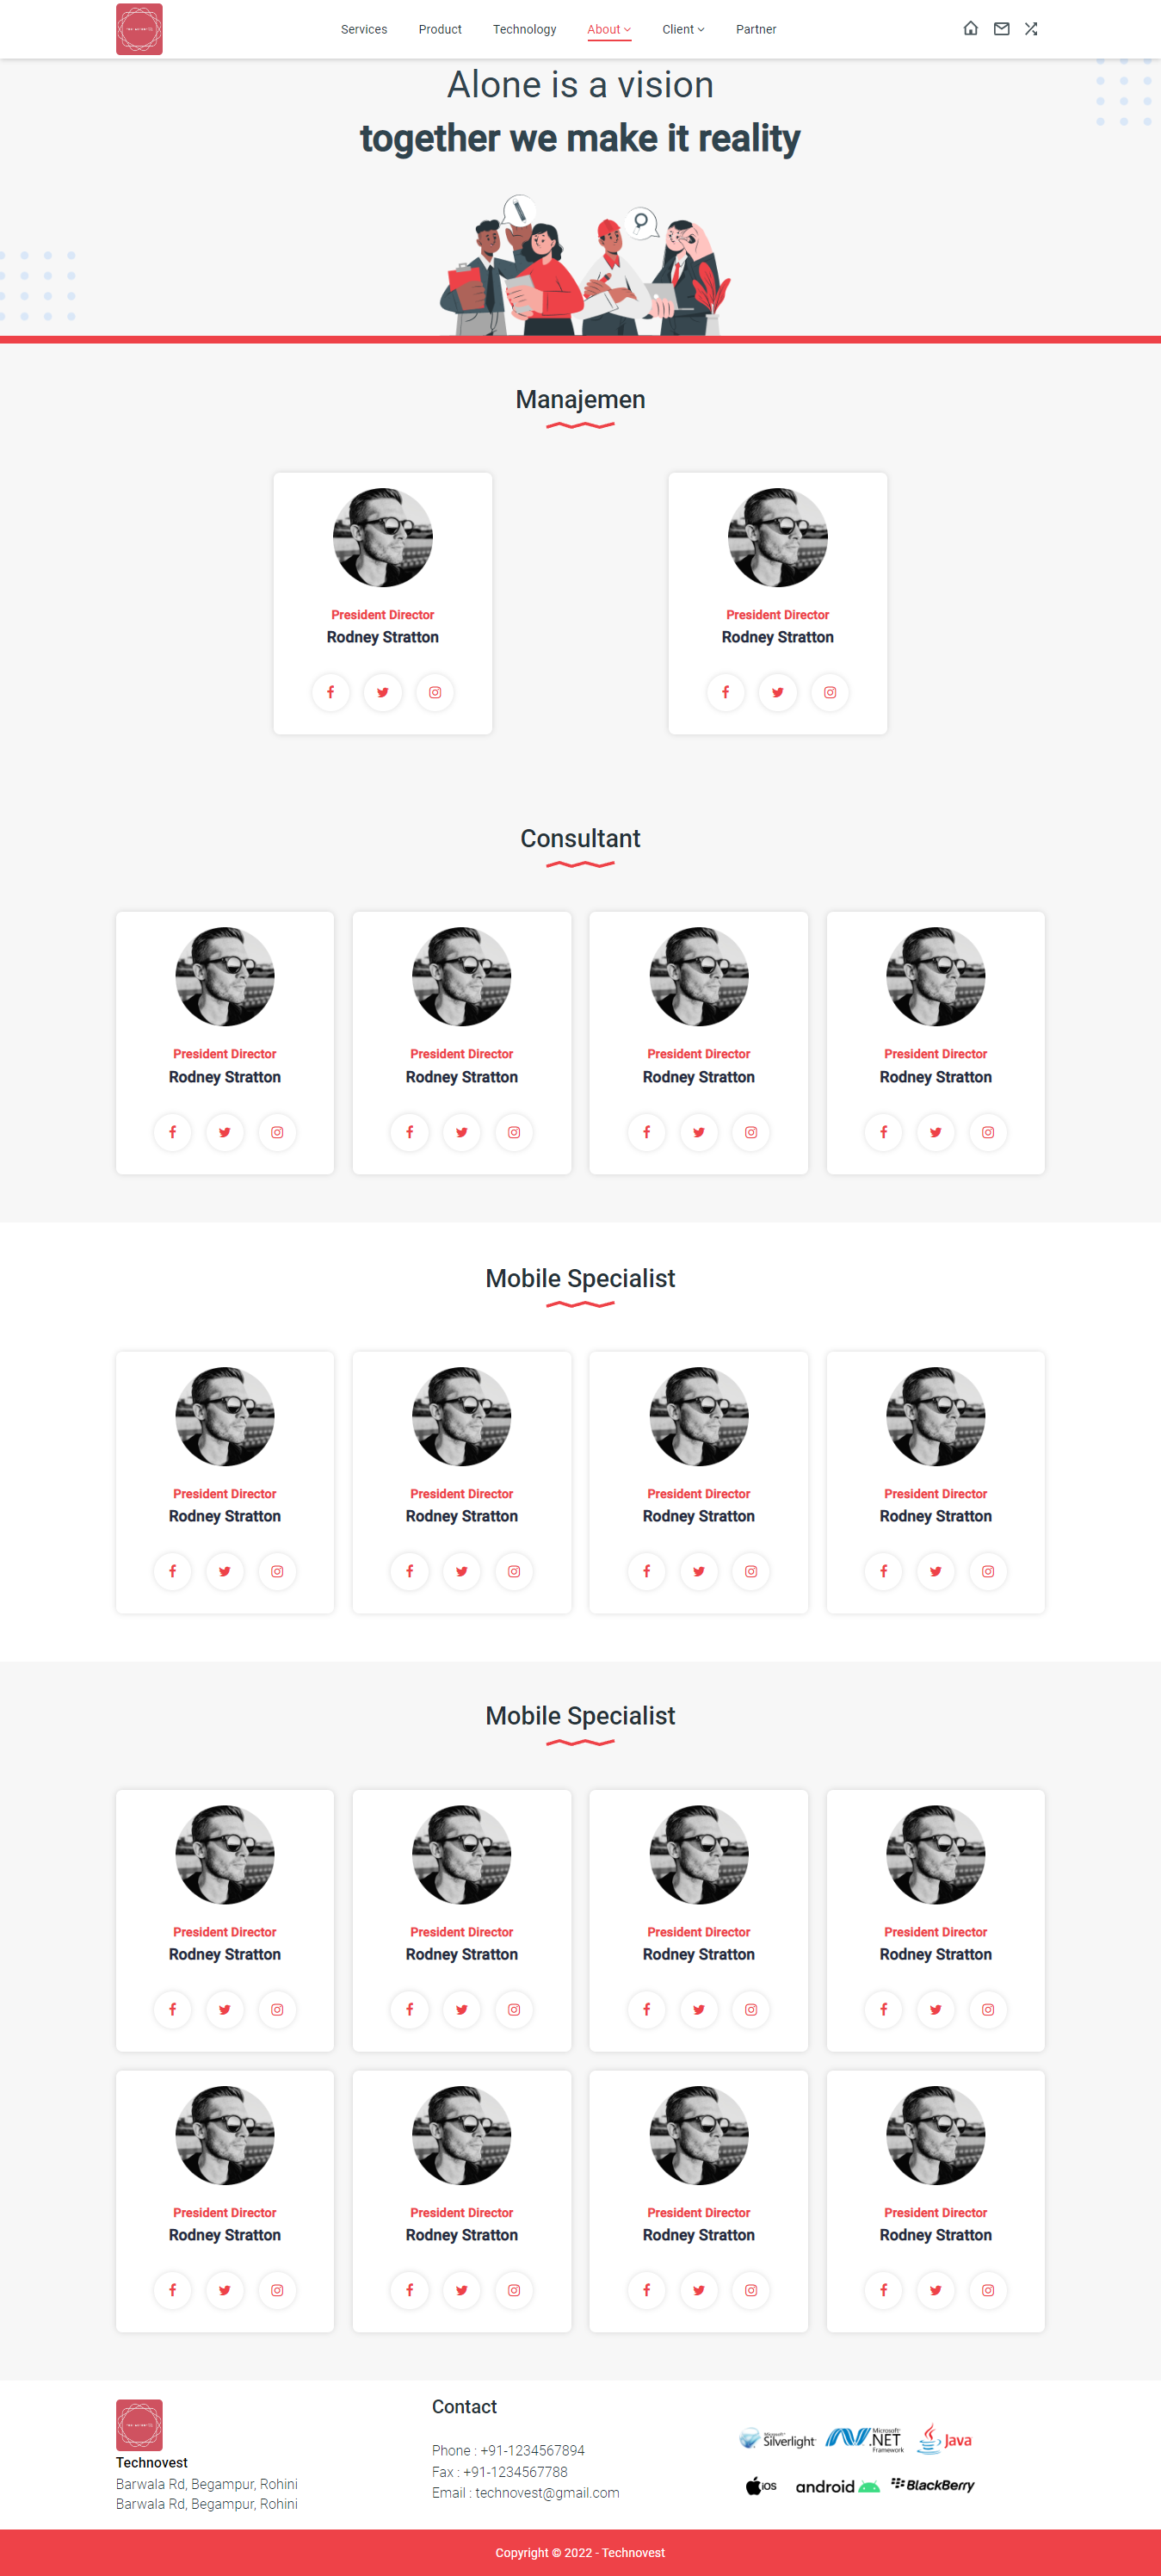 Services Product Technology About Client Partner
Alone is a vision
together we make it reality
Manajemen
President Director President Director
Rodney Stratton Rodney Stratton
Consultant
President Director President Director President Director President Director
Rodney Stratton Rodney Stratton Rodney Stratton Rodney Stratton
Mobile Specialist
President Director President Director President Director President Director
Rodney Stratton Rodney Stratton Rodney Stratton Rodney Stratton
Mobile Specialist
President Director President Director President Director President Director
Rodney Stratton Rodney Stratton Rodney Stratton Rodney Stratton
President Director President Director President Director President Director
Rodney Stratton Rodney Stratton Rodney Stratton Rodney Stratton
Technovest
Barwala Rd, Begampur, Rohini
Barwala Rd, Begampur, Rohini
Contact
Phone : +91-1234567894
Fax : +91-1234567788
Email : technovest@gmail.com
Microsoft Silverlight Microsoft .NET Framework Java
iOS android BlackBerry
Copyright © 2022 - Technovest